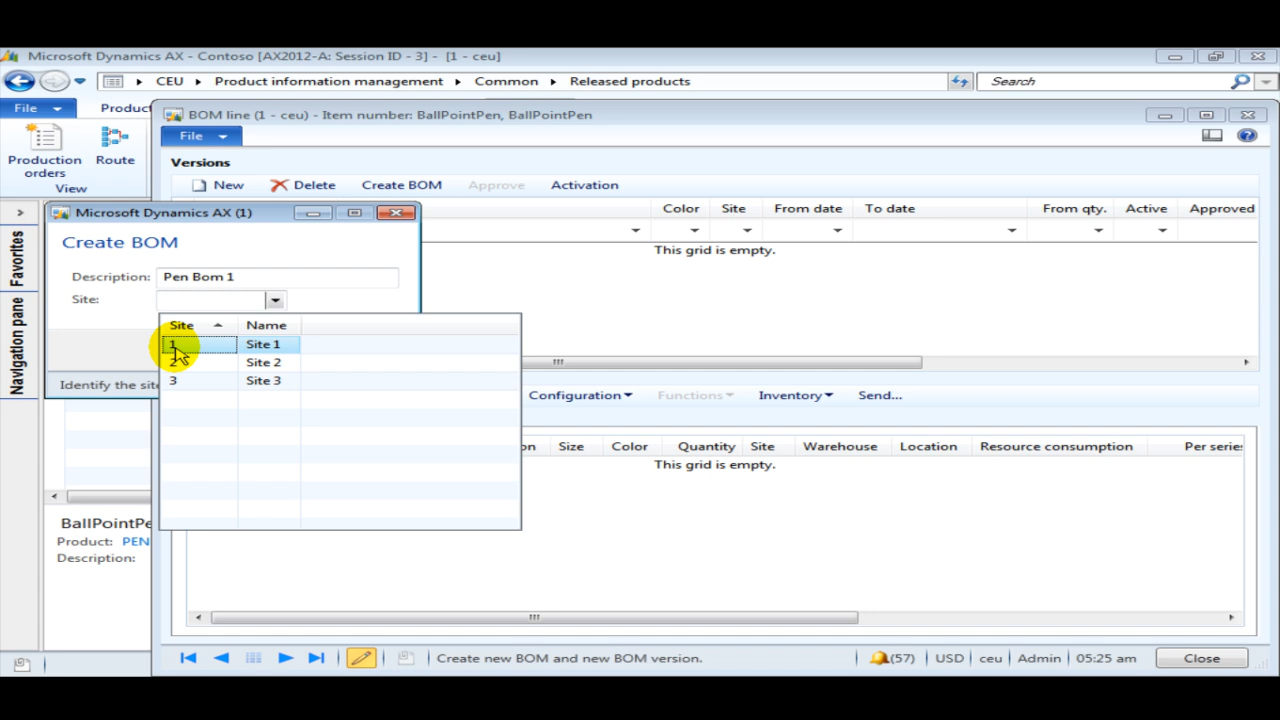 Microsoft Dynamics AX - Contoso [AX2012-A: Session ID - 3] - [1 - ceu]
CEU Product information management Common Released products Search
File Product
BOM line (1 - ceu) - Item number: BallPointPen, BallPointPen
File
Production orders Route
View
Versions
New Delete Create BOM Approve Activation
Color Site From date To date From qty. Active Approved
This grid is empty.
Microsoft Dynamics AX (1)
Create BOM
Description: Pen Bom 1
Site:
Site Name
1 Site 1
2 Site 2
3 Site 3
Identify the site
Favorites
Navigation pane
Configuration Functions Inventory Send...
on Size Color Quantity Site Warehouse Location Resource consumption Per series
This grid is empty.
BallPointPe
Product: PEN
Description:
Create new BOM and new BOM version. (57) USD ceu Admin 05:25 am Close